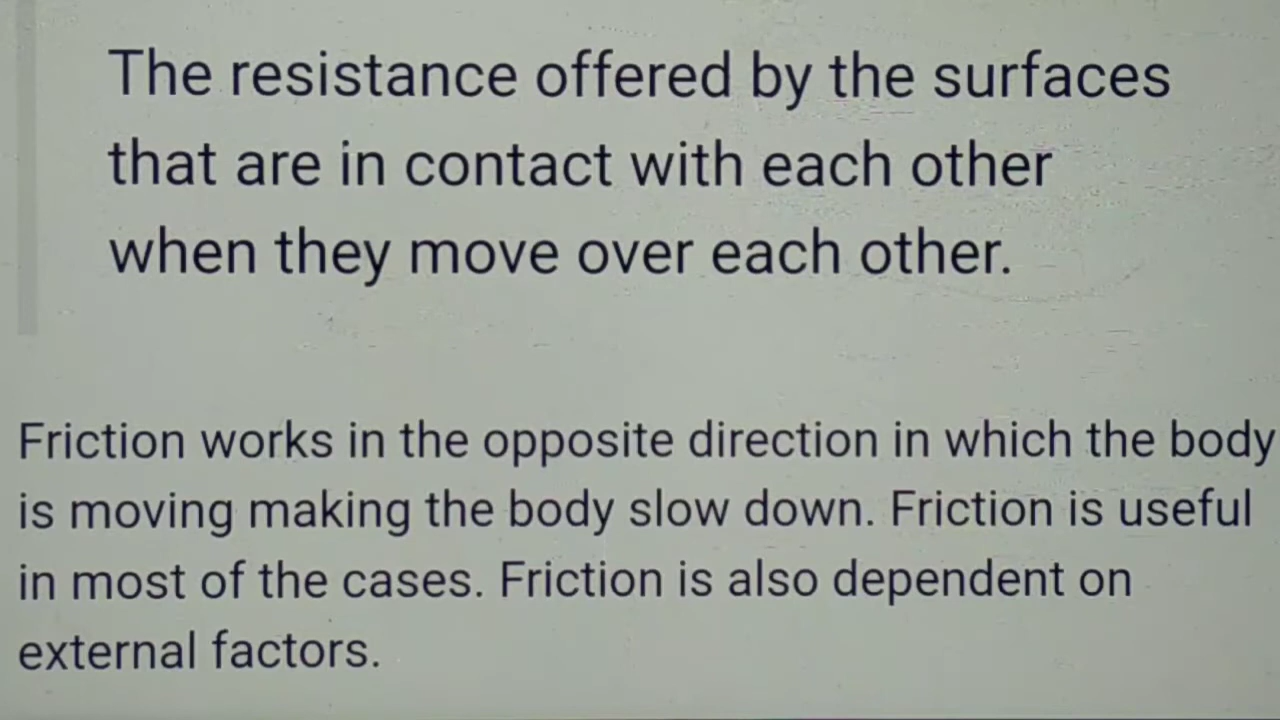 The resistance offered by the surfaces
that are in contact with each other
when they move over each other.
Friction works in the opposite direction in which the body
is moving making the body slow down. Friction is useful
in most of the cases. Friction is also dependent on
external factors.